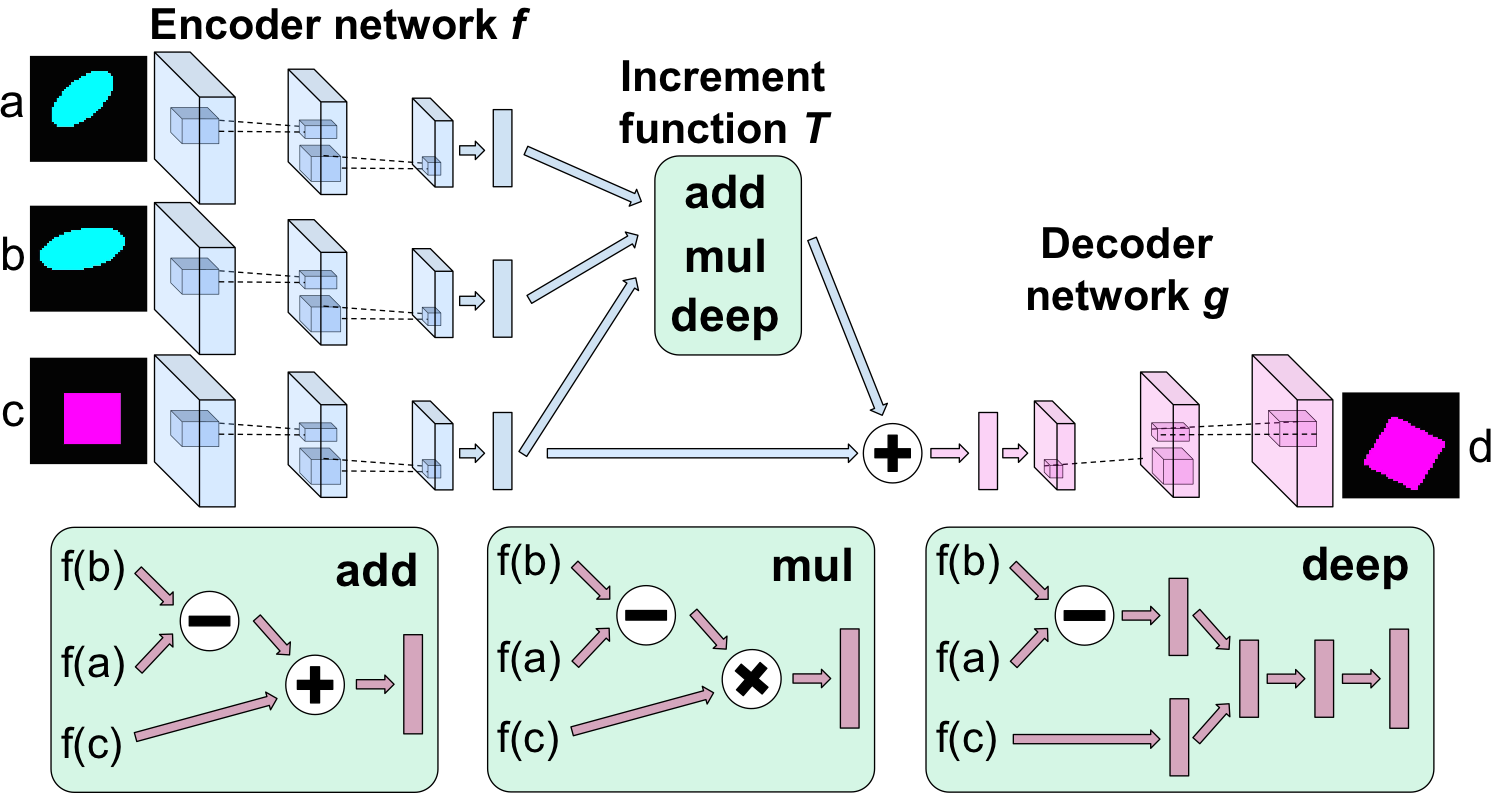 Encoder network f
a
Increment
function T
add
mul
deep
b
Decoder
network g
c
d
f(b)
add
f(a)
f(c)
f(b)
mul
f(a)
f(c)
f(b)
deep
f(a)
f(c)